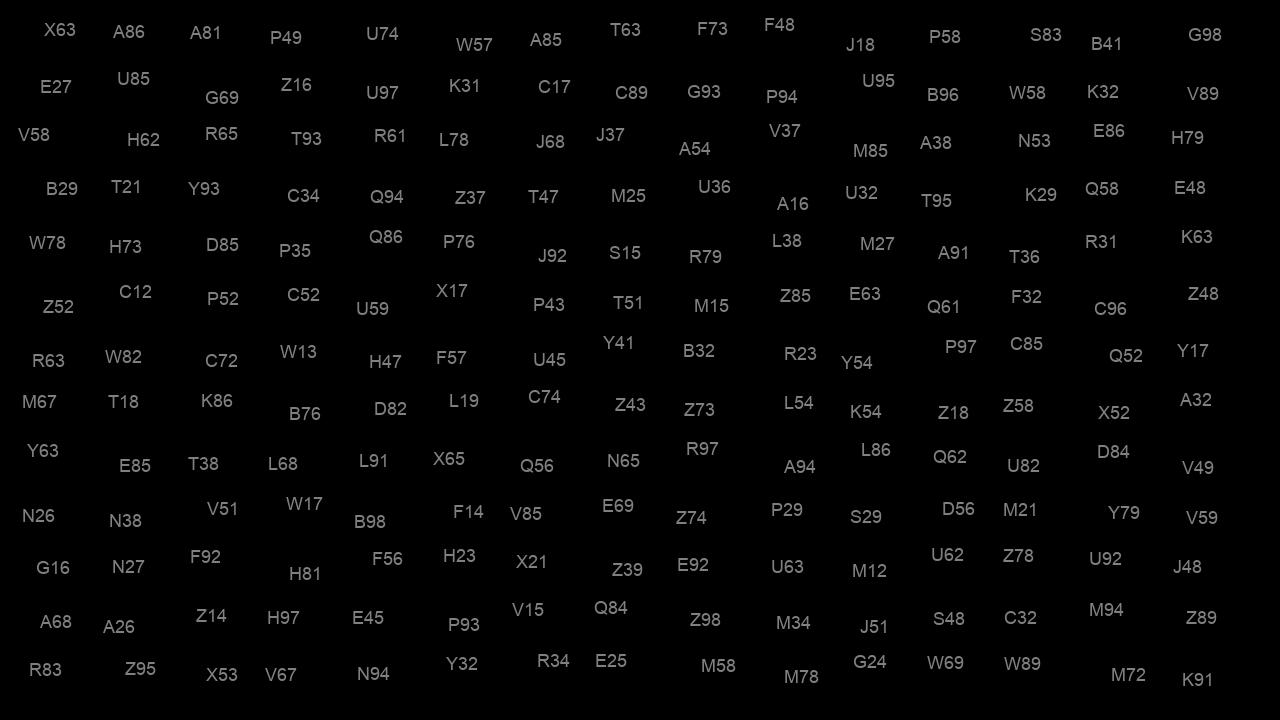 X63 A86 A81 P49 U74 W57 A85 T63 F73 F48 J18 P58 S83 B41 G98
E27 U85 G69 Z16 U97 K31 C17 C89 G93 P94 U95 B96 W58 K32 V89
V58 H62 R65 T93 R61 L78 J68 J37 A54 V37 M85 A38 N53 E86 H79
B29 T21 Y93 C34 Q94 Z37 T47 M25 U36 A16 U32 T95 K29 Q58 E48
W78 H73 D85 P35 Q86 P76 J92 S15 R79 L38 M27 A91 T36 R31 K63
Z52 C12 P52 C52 U59 X17 P43 T51 M15 Z85 E63 Q61 F32 C96 Z48
R63 W82 C72 W13 H47 F57 U45 Y41 B32 R23 Y54 P97 C85 Q52 Y17
M67 T18 K86 B76 D82 L19 C74 Z43 Z73 L54 K54 Z18 Z58 X52 A32
Y63 E85 T38 L68 L91 X65 Q56 N65 R97 A94 L86 Q62 U82 D84 V49
N26 N38 V51 W17 B98 F14 V85 E69 Z74 P29 S29 D56 M21 Y79 V59
G16 N27 F92 H81 F56 H23 X21 Z39 E92 U63 M12 U62 Z78 U92 J48
A68 A26 Z14 H97 E45 P93 V15 Q84 Z98 M34 J51 S48 C32 M94 Z89
R83 Z95 X53 V67 N94 Y32 R34 E25 M58 M78 G24 W69 W89 M72 K91